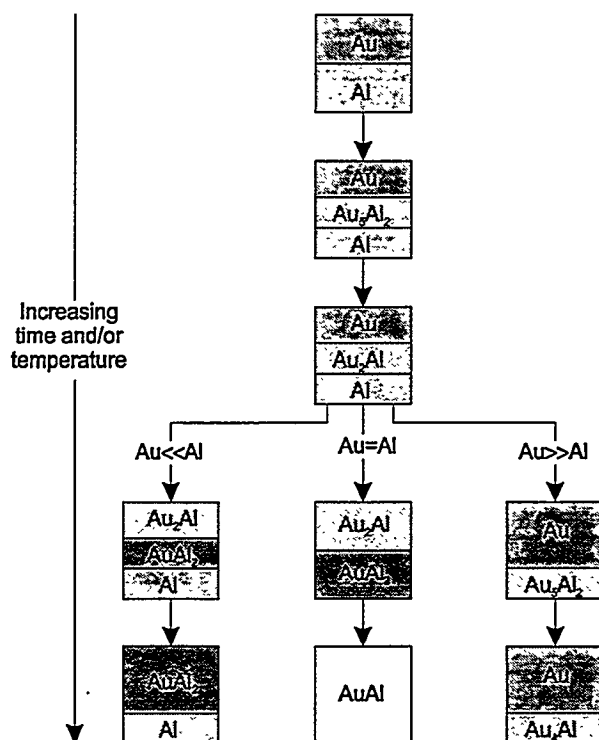 Au
Al
Au
Au₅Al₂
Al
Increasing
time and/or
temperature
Au
Au₂Al
Al
Au<<Al
Au=Al
Au>>Al
Au₂Al
AuAl₂
Al
Au₂Al
AuAl₂
Au
Au₅Al₂
AuAl₂
Al
AuAl
Au
Au₄Al